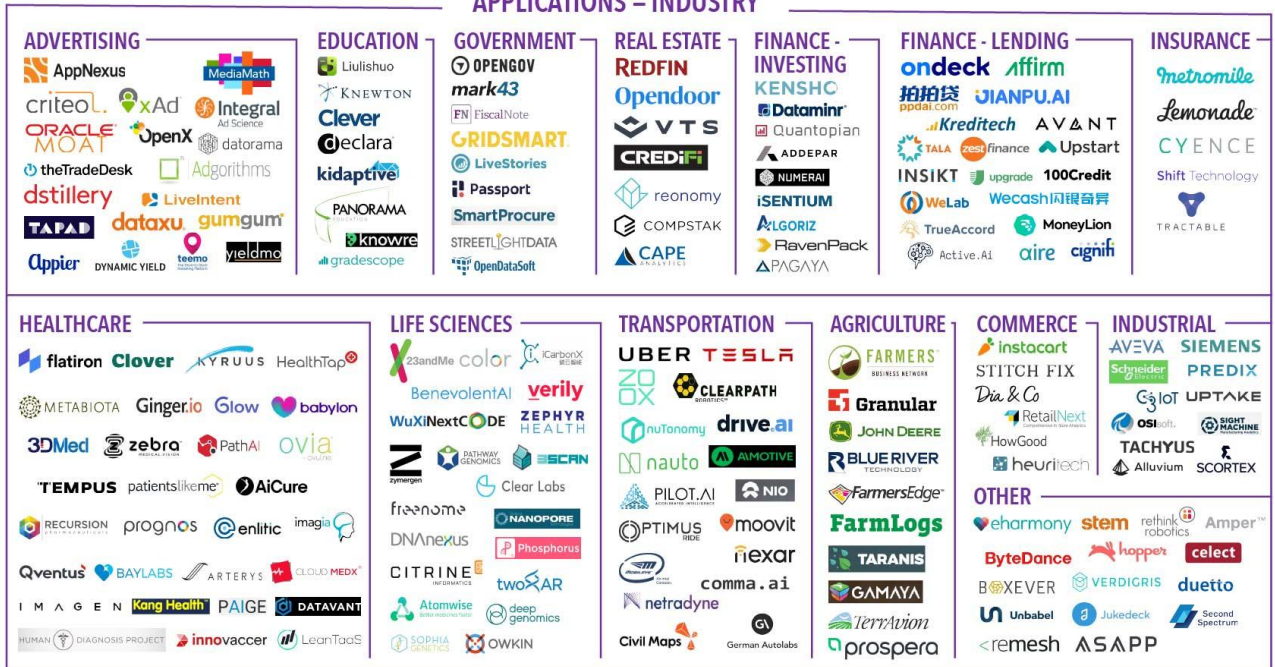 APPLICATIONS – INDUSTRY
ADVERTISING
AppNexus
MediaMath
criteol.
xAd
Integral
Ad Science
ORACLE
MOAT
OpenX
datorama
theTradeDesk
Adgorithms
dstillery
LiveIntent
TAPAD
dataxu
gumgum
Appier
DYNAMIC YIELD
teemo
yieldmo
EDUCATION
Liulishuo
KNEWTON
Clever
declara
kidaptive
PANORAMA
EDUCATION
knowre
gradescope
GOVERNMENT
OPENGOV
mark43
FN FiscalNote
GRIDSMART
LiveStories
Passport
SmartProcure
STREETLIGHTDATA
OpenDataSoft
REAL ESTATE
REDFIN
Opendoor
VTS
CREDiFi
reonomy
COMPSTAK
CAPE
ANALYTICS
FINANCE -
INVESTING
KENSHO
Dataminr
Quantopian
ADDEPAR
NUMERAI
iSENTIUM
ALGORIZ
RavenPack
PAGAYA
FINANCE - LENDING
ondeck
affirm
拍拍贷
ppdai.com
JIANPU.AI
Kreditech
AVANT
TALA
zestfinance
Upstart
INSIKT
upgrade
100Credit
WeLab
Wecash闪银奇异
TrueAccord
MoneyLion
Active.Ai
aire
cignifi
INSURANCE
metromile
Lemonade
CYENCE
Shift Technology
TRACTABLE
HEALTHCARE
flatiron
Clover
KYRUUS
HealthTap
METABIOTA
Ginger.io
Glow
babylon
3DMed
zebra
MEDICAL VISION
PathAI
ovia
TEMPUS
patientslikeme
AiCure
RECURSION
pharmaceuticals
prognos
enlitic
imagia
Qventus
BAYLABS
ARTERYS
CLOUD MEDX
IMAGEN
Kang Health
PAIGE
DATAVANT
HUMAN DIAGNOSIS PROJECT
innovaccer
LeanTaaS
LIFE SCIENCES
23andMe
color
iCarbonX
BenevolentAI
verily
WuXiNextCODE
ZEPHYR
HEALTH
zymergen
PATHWAY
GENOMICS
3SCAN
Clear Labs
freenome
NANOPORE
DNAnexus
Phosphorus
CITRINE
INFORMATICS
twoXAR
Atomwise
deep
genomics
SOPHIA
GENETICS
OWKIN
TRANSPORTATION
UBER
TESLA
ZO
OX
CLEARPATH
ROBOTICS
nuTonomy
drive.ai
nauto
AIMOTIVE
PILOT.AI
NIO
OPTIMUS
RIDE
moovit
MOBILEYE
nexar
comma.ai
netradyne
Civil Maps
German Autolabs
AGRICULTURE
FARMERS
BUSINESS NETWORK
Granular
JOHN DEERE
BLUE RIVER
TECHNOLOGY
FarmersEdge
FarmLogs
TARANIS
GAMAYA
TerrAvion
prospera
COMMERCE
instacart
STITCH FIX
Dia & Co
RetailNext
HowGood
heuritech
INDUSTRIAL
AVEVA
SIEMENS
Schneider
Electric
PREDIX
C3 IoT
UPTAKE
OSIsoft.
SIGHT
MACHINE
TACHYUS
Alluvium
SCORTEX
OTHER
eharmony
stem
rethink
robotics
Amper™
ByteDance
hopper
celect
BOXEVER
VERDIGRIS
duetto
Unbabel
Jukedeck
Second
Spectrum
<remesh
ASAPP